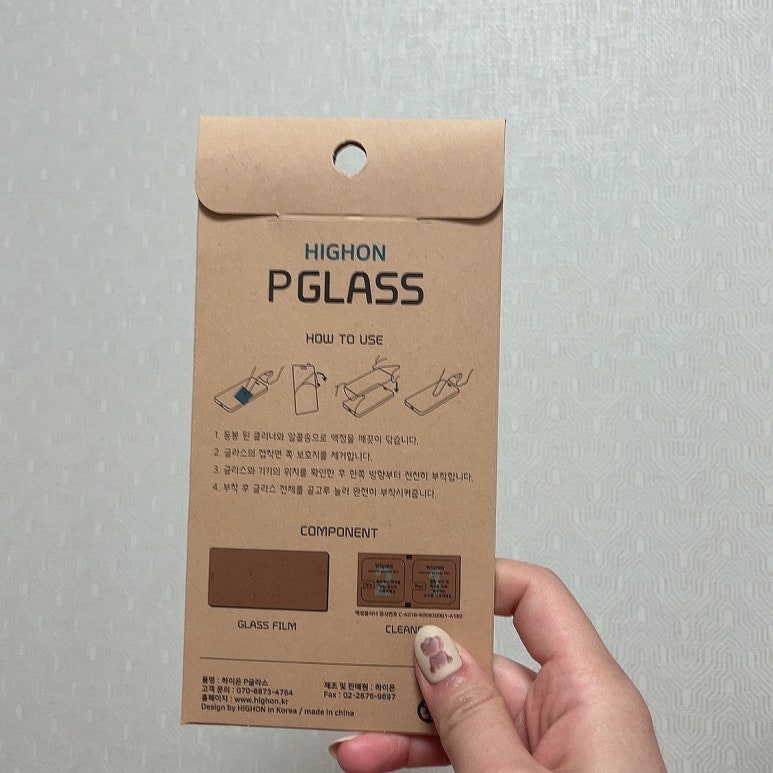 HIGHON
PGLASS
HOW TO USE
1. 동봉 된 클리너와 알콜솜으로 액정을 깨끗이 닦습니다.
2. 글라스의 접착면 쪽 보호지를 제거합니다.
3. 글라스와 기기의 위치를 확인한 후 한쪽 방향부터 천천히 부착합니다.
4. 부착 후 글라스 전체를 골고루 눌러 완전히 부착시켜줍니다.
COMPONENT
wipes wipes
GLASS FILM
품명 : 하이온 P글라스
고객 문의 : 070-8873-4764
홈페이지 : www.highon.kr
Design by HIGHON in Korea / made in china
제조 및 판매원 : 하이온
Fax : 02-2676-9697